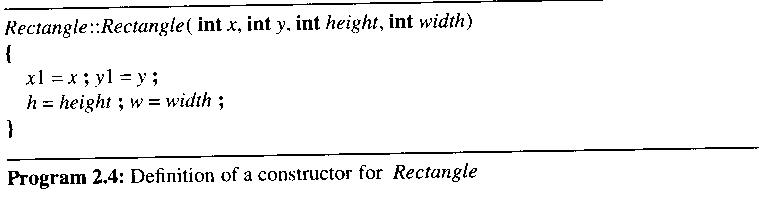 Rectangle::Rectangle( int x, int y, int height, int width)
{
x1 = x ; y1 = y ;
h = height ; w = width ;
}
Program 2.4: Definition of a constructor for Rectangle